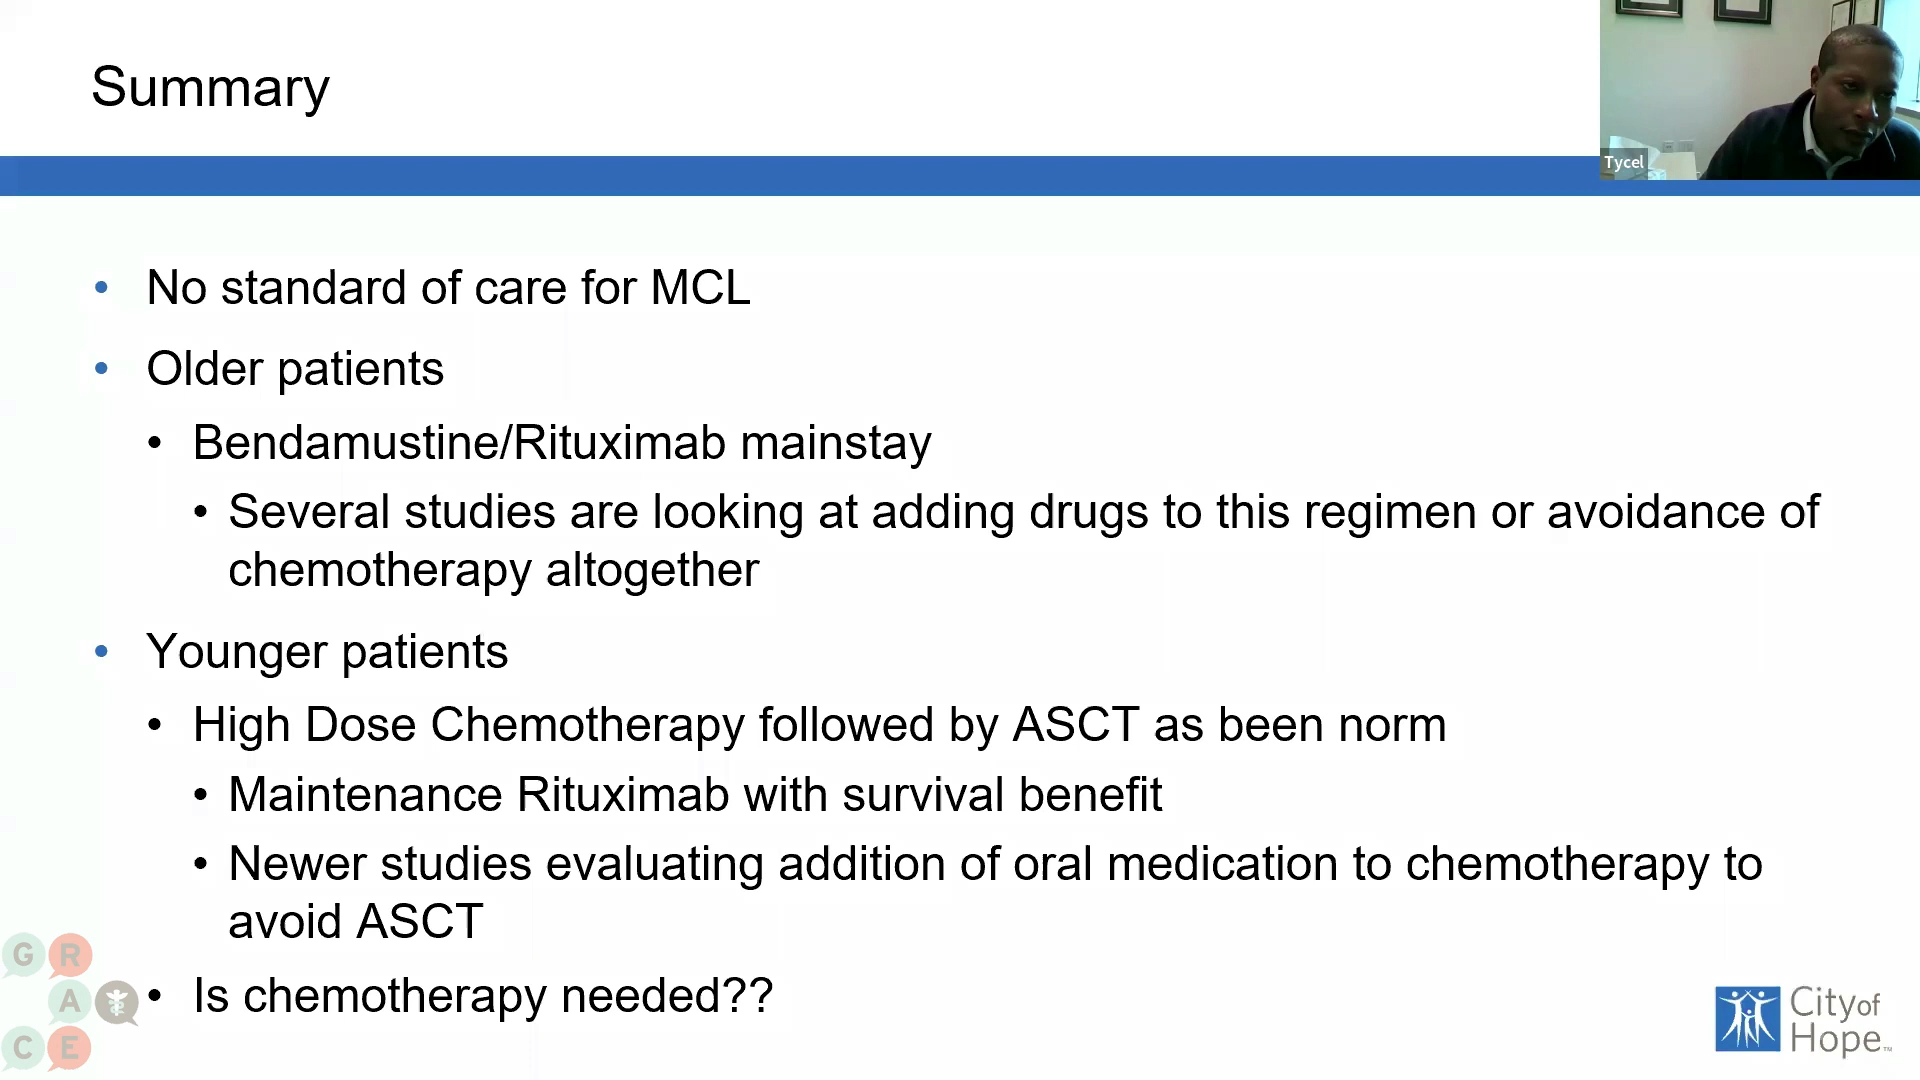 Summary
Tycel
• No standard of care for MCL
• Older patients
• Bendamustine/Rituximab mainstay
• Several studies are looking at adding drugs to this regimen or avoidance of
chemotherapy altogether
• Younger patients
• High Dose Chemotherapy followed by ASCT as been norm
• Maintenance Rituximab with survival benefit
• Newer studies evaluating addition of oral medication to chemotherapy to
avoid ASCT
• Is chemotherapy needed??
G R
A
C E
City of
Hope™